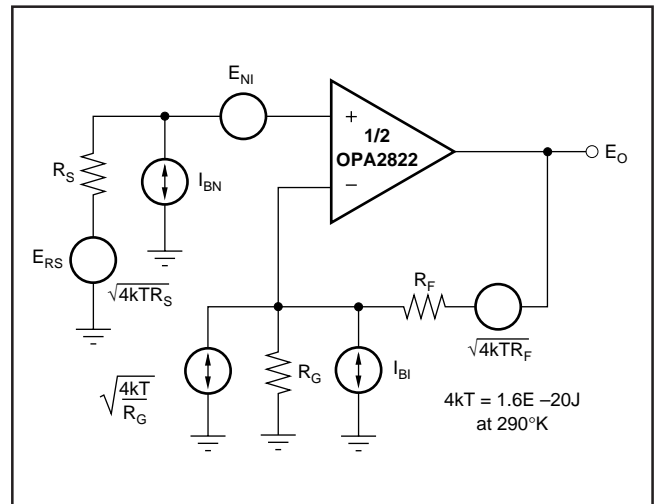 E_NI
+
1/2
OPA2822
−
E_O
R_S
I_BN
E_RS
√4kTR_S
R_F
√4kTR_F
√4kT/R_G
R_G
I_BI
4kT = 1.6E –20J
at 290°K